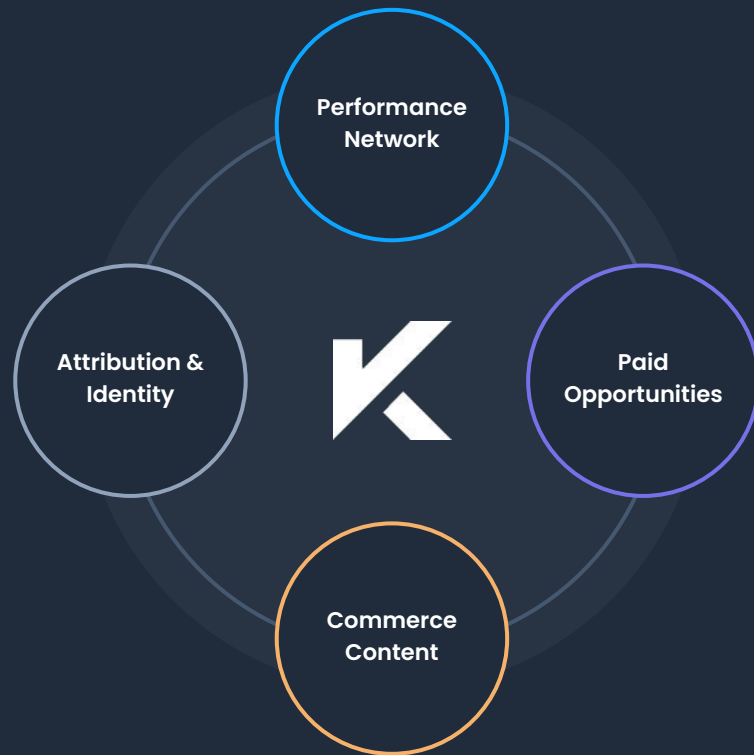 Performance
Network
Attribution &
Identity
Paid
Opportunities
Commerce
Content